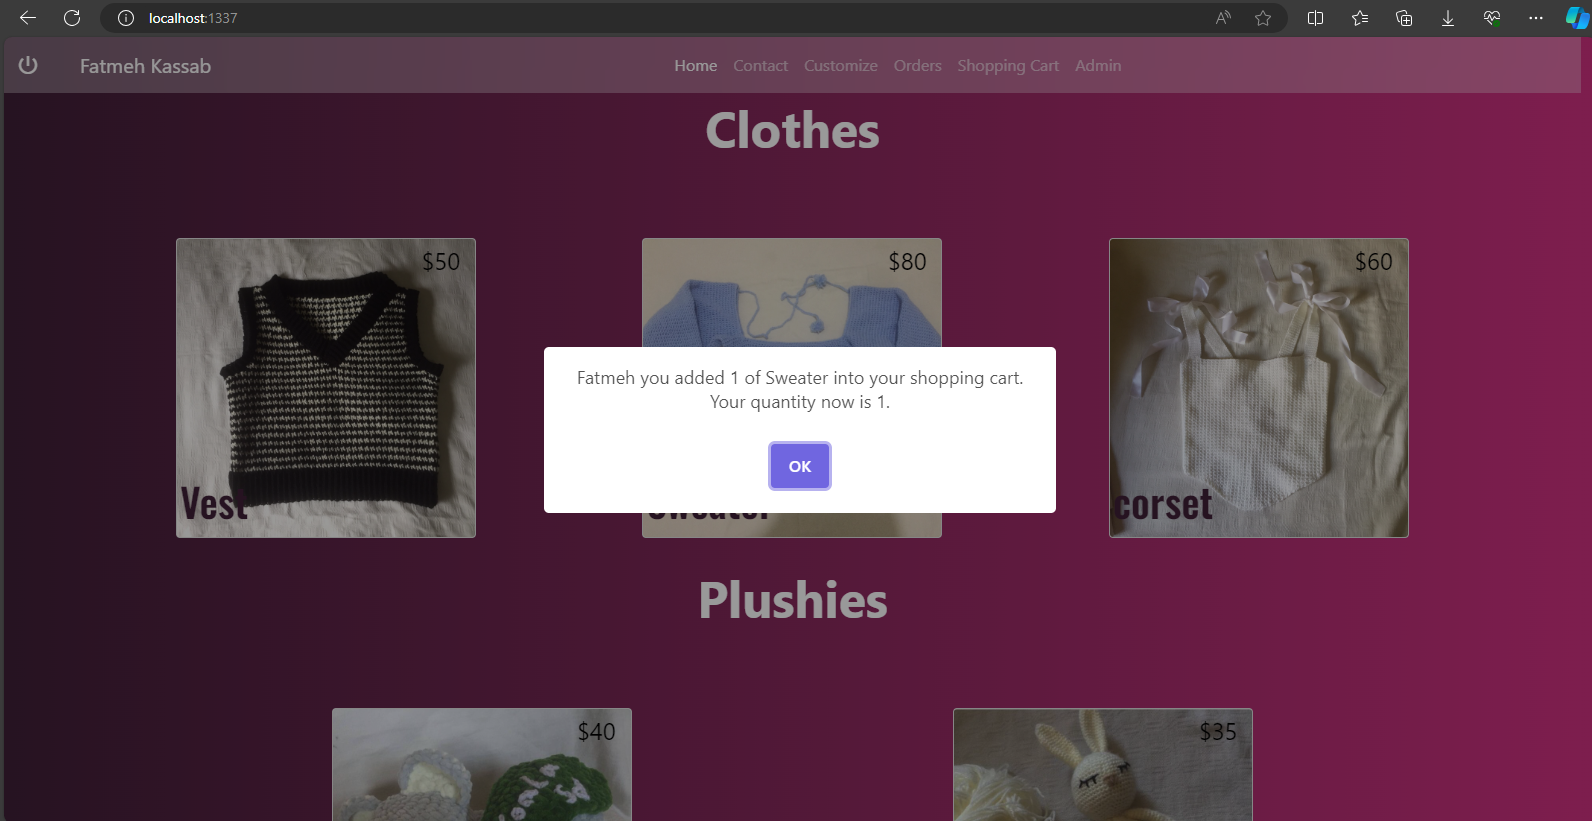 localhost:1337
Fatmeh Kassab
Home Contact Customize Orders Shopping Cart Admin
Clothes
$50
$80
$60
Fatmeh you added 1 of Sweater into your shopping cart.
Your quantity now is 1.
OK
Vest
Sweater
corset
Plushies
$40
$35